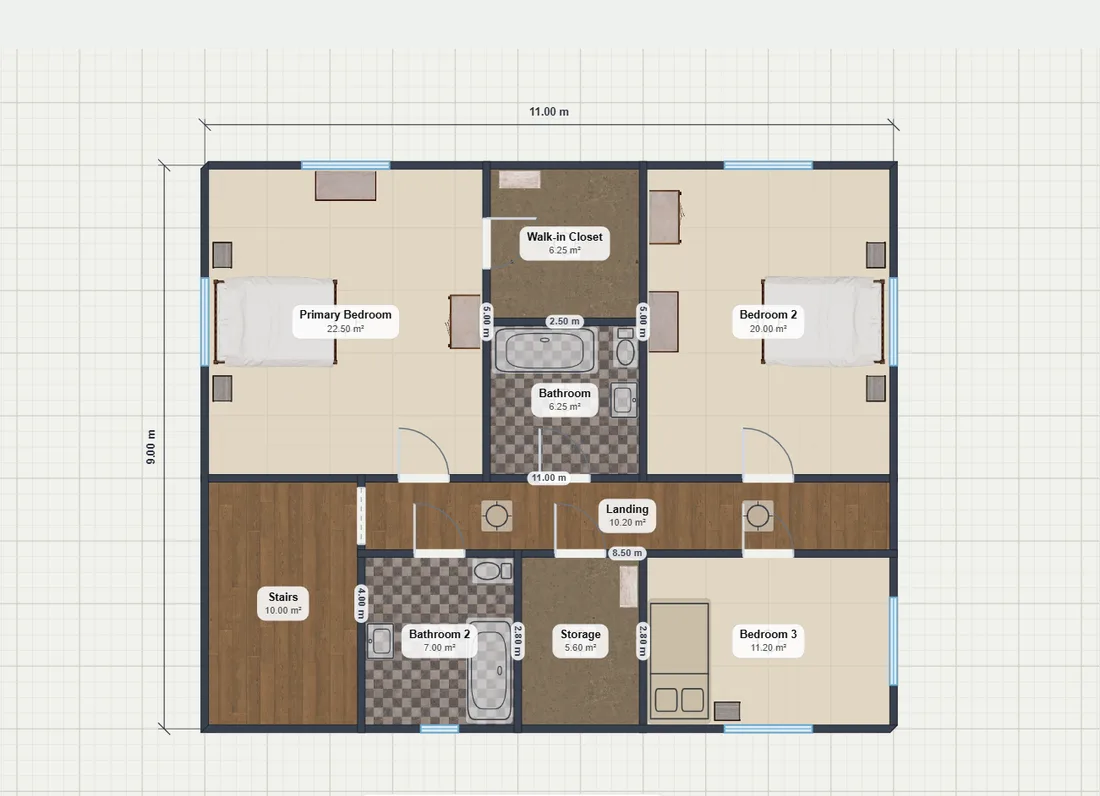 11.00 m
9.00 m
Walk-in Closet
6.25 m²
Primary Bedroom
22.50 m²
5.00 m
2.50 m
5.00 m
Bedroom 2
20.00 m²
Bathroom
6.25 m²
11.00 m
Landing
10.20 m²
8.50 m
Stairs
10.00 m²
4.00 m
Bathroom 2
7.00 m²
2.80 m
Storage
5.60 m²
2.80 m
Bedroom 3
11.20 m²